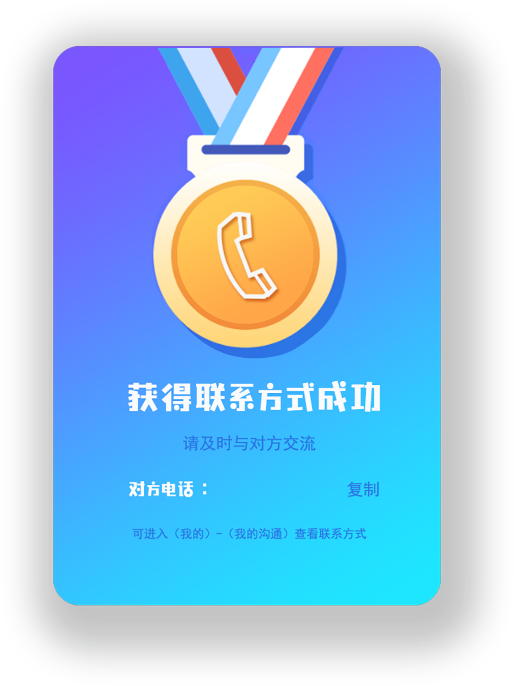 获得联系方式成功
请及时与对方交流
对方电话： 复制
可进入（我的）-（我的沟通）查看联系方式